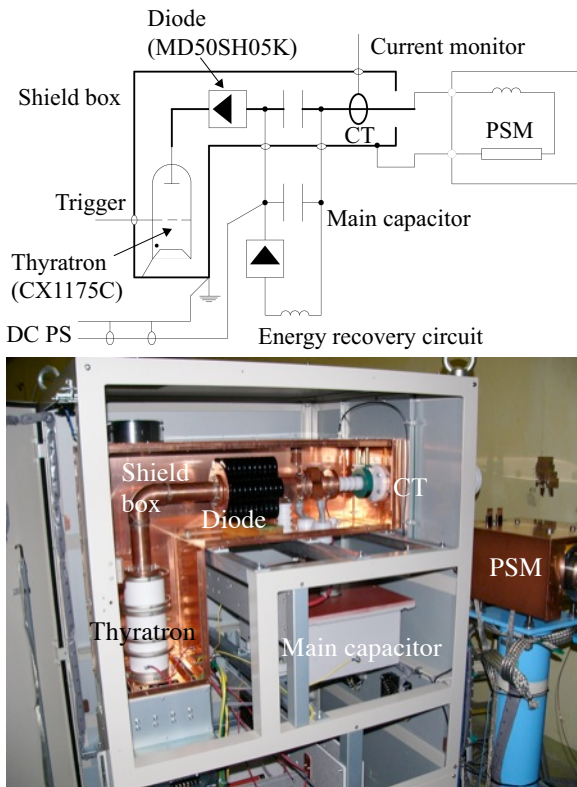 Diode
(MD50SH05K)
Current monitor
Shield box
CT
PSM
Trigger
Main capacitor
Thyratron
(CX1175C)
DC PS
Energy recovery circuit
Shield
box
CT
Diode
PSM
Thyratron
Main capacitor